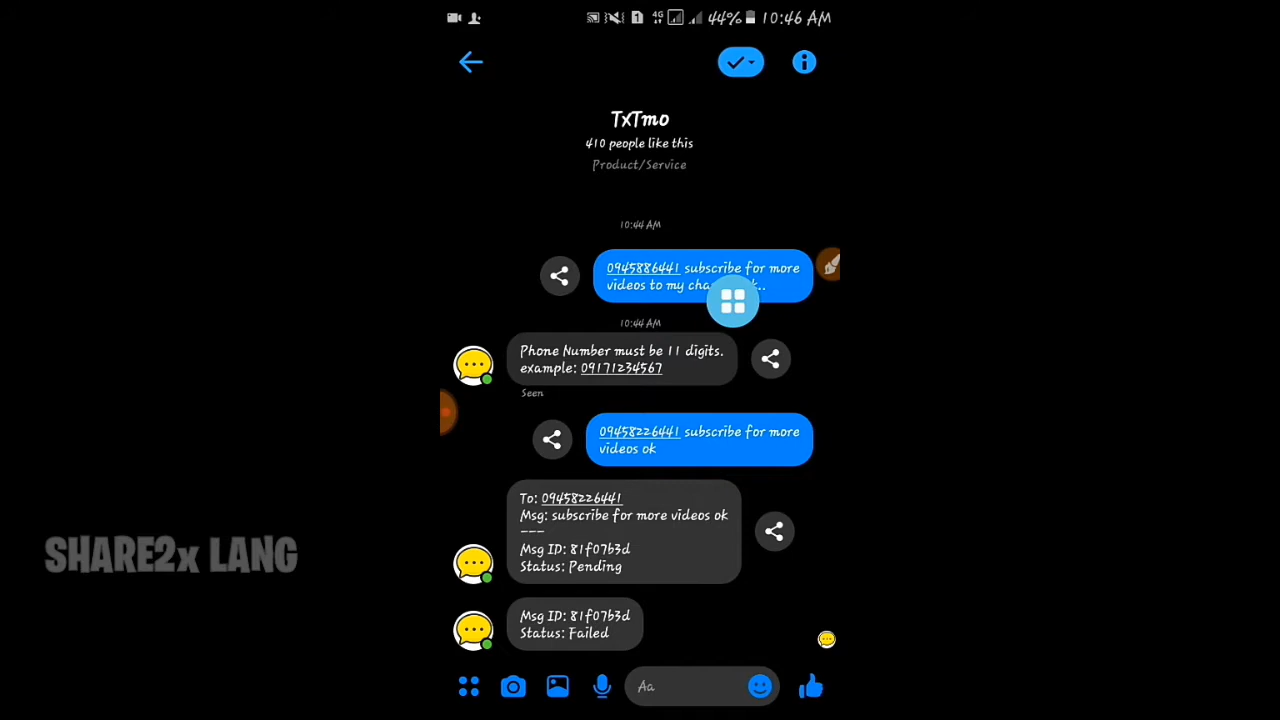 44% 10:46 AM
TxTmo
410 people like this
Product/Service
10:44 AM
0945886441 subscribe for more
videos to my
10:44 AM
Phone Number must be 11 digits.
example: 09171234567
Seen
09458226441 subscribe for more
videos ok
To: 09458226441
Msg: subscribe for more videos ok
---
Msg ID: 81f07b3d
Status: Pending
SHARE2x LANG
Msg ID: 81f07b3d
Status: Failed
Aa